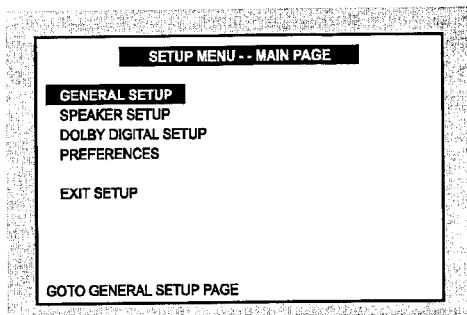 SETUP MENU - - MAIN PAGE
GENERAL SETUP
SPEAKER SETUP
DOLBY DIGITAL SETUP
PREFERENCES
EXIT SETUP
GOTO GENERAL SETUP PAGE